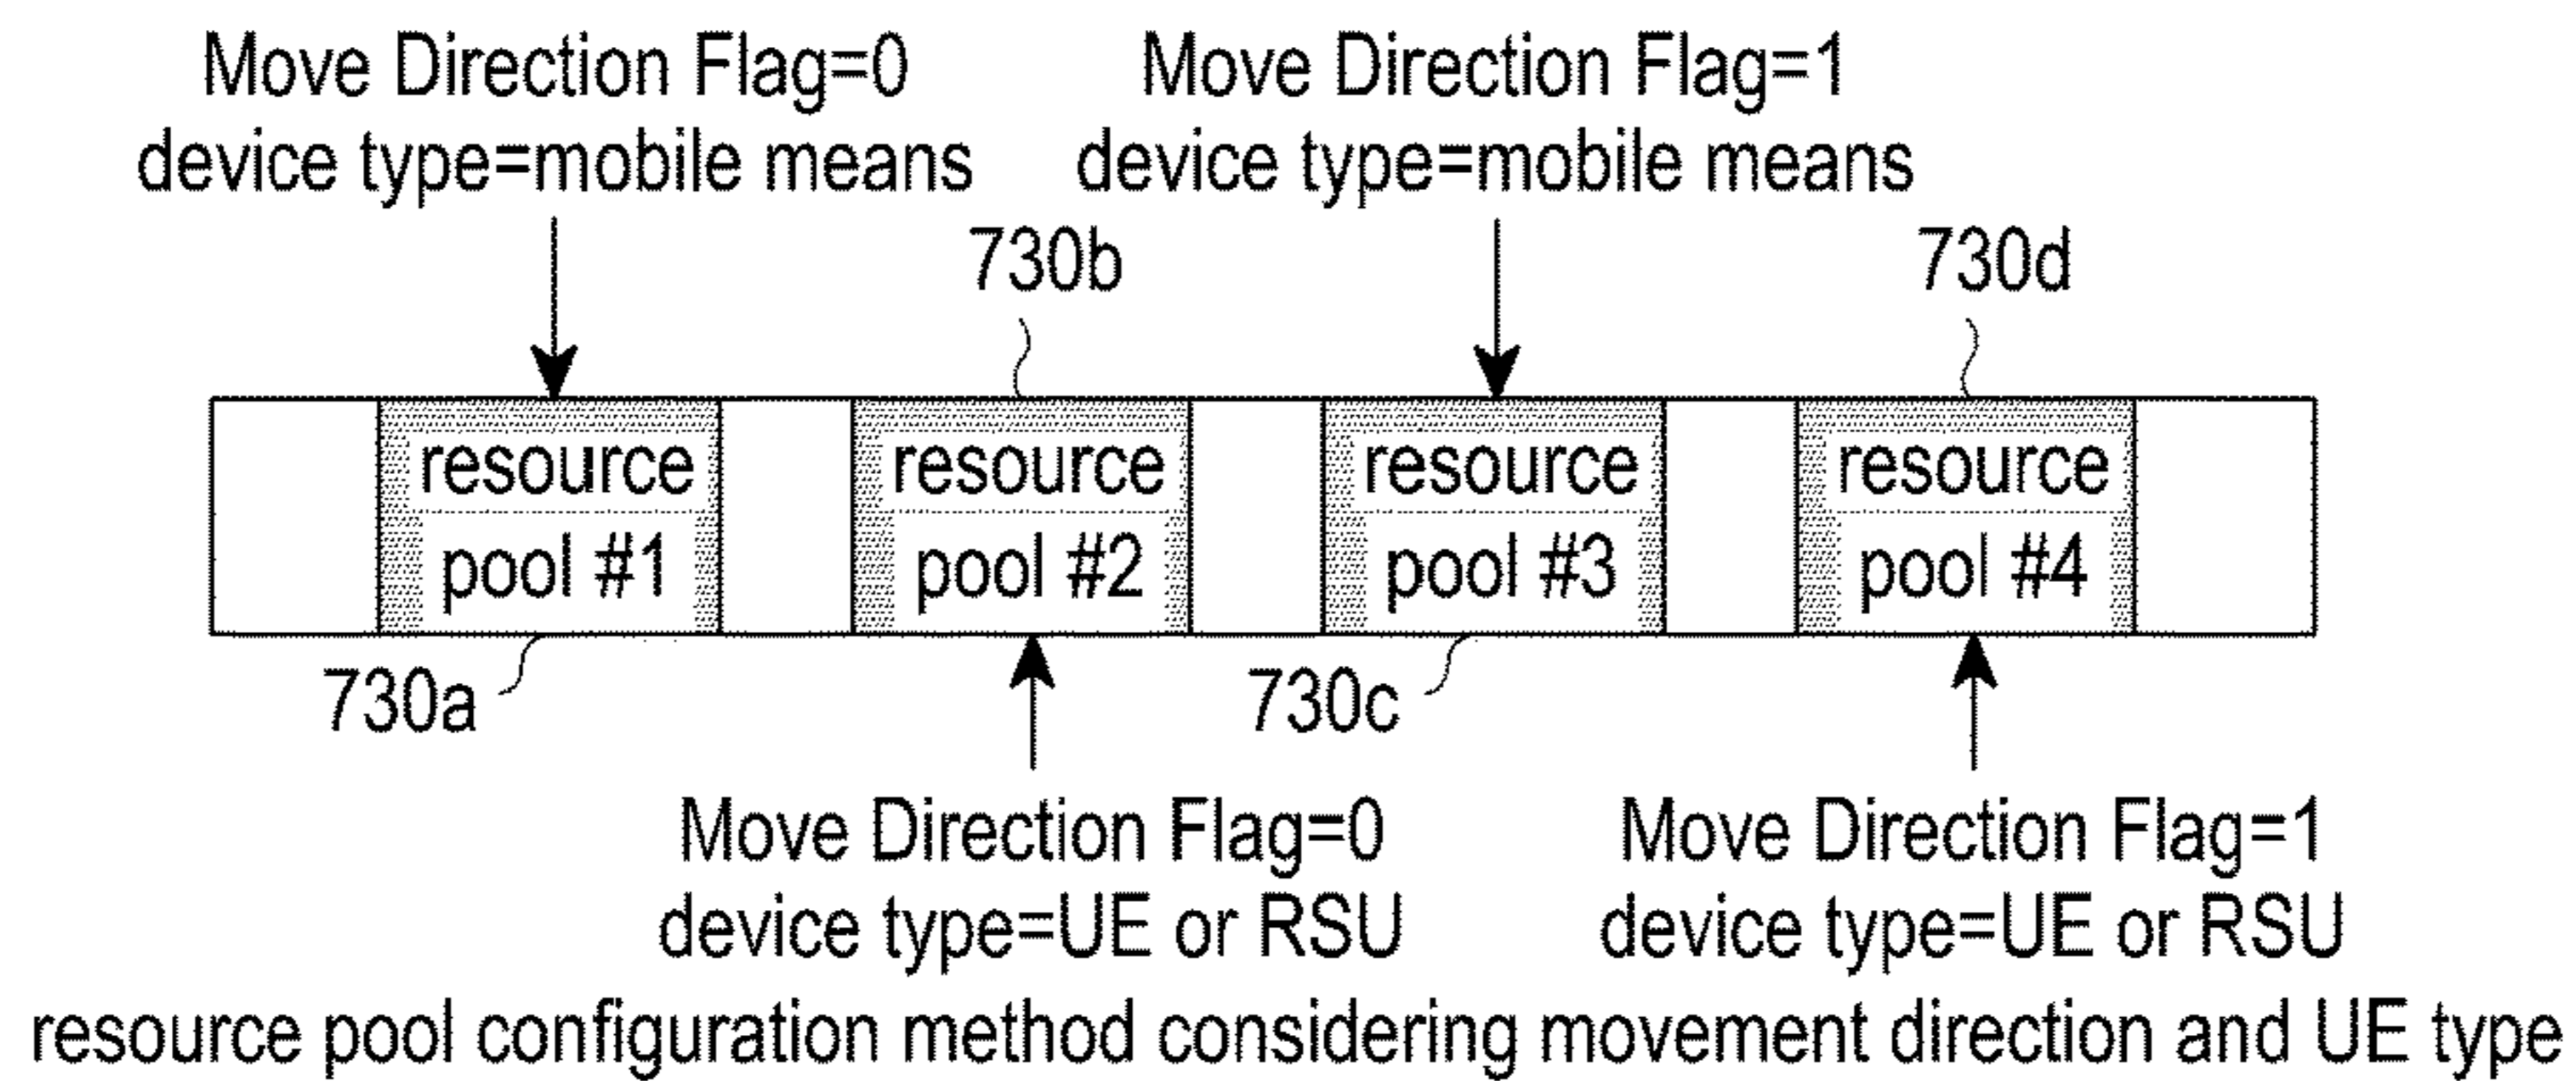 Move Direction Flag=0
device type=mobile means
Move Direction Flag=1
device type=mobile means
730b
730d
resource
pool #1
resource
pool #2
resource
pool #3
resource
pool #4
730a
730c
Move Direction Flag=0
device type=UE or RSU
Move Direction Flag=1
device type=UE or RSU
resource pool configuration method considering movement direction and UE type